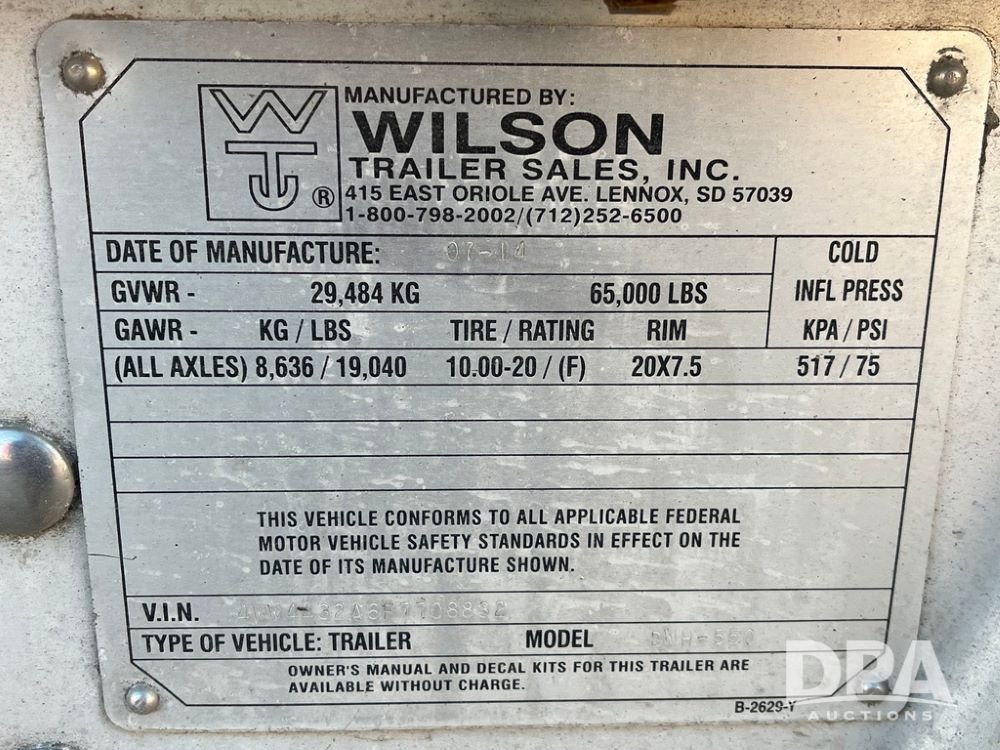 MANUFACTURED BY:
WILSON
TRAILER SALES, INC.
415 EAST ORIOLE AVE. LENNOX, SD 57039
1-800-798-2002/(712)252-6500
WT ®
DATE OF MANUFACTURE: 07-14
COLD
GVWR - 29,484 KG 65,000 LBS INFL PRESS
GAWR - KG / LBS TIRE / RATING RIM KPA / PSI
(ALL AXLES) 8,636 / 19,040 10.00-20 / (F) 20X7.5 517 / 75
THIS VEHICLE CONFORMS TO ALL APPLICABLE FEDERAL
MOTOR VEHICLE SAFETY STANDARDS IN EFFECT ON THE
DATE OF ITS MANUFACTURE SHOWN.
V.I.N.
TYPE OF VEHICLE: TRAILER MODEL
OWNER'S MANUAL AND DECAL KITS FOR THIS TRAILER ARE
AVAILABLE WITHOUT CHARGE.
B-2629-Y
DPA
AUCTIONS